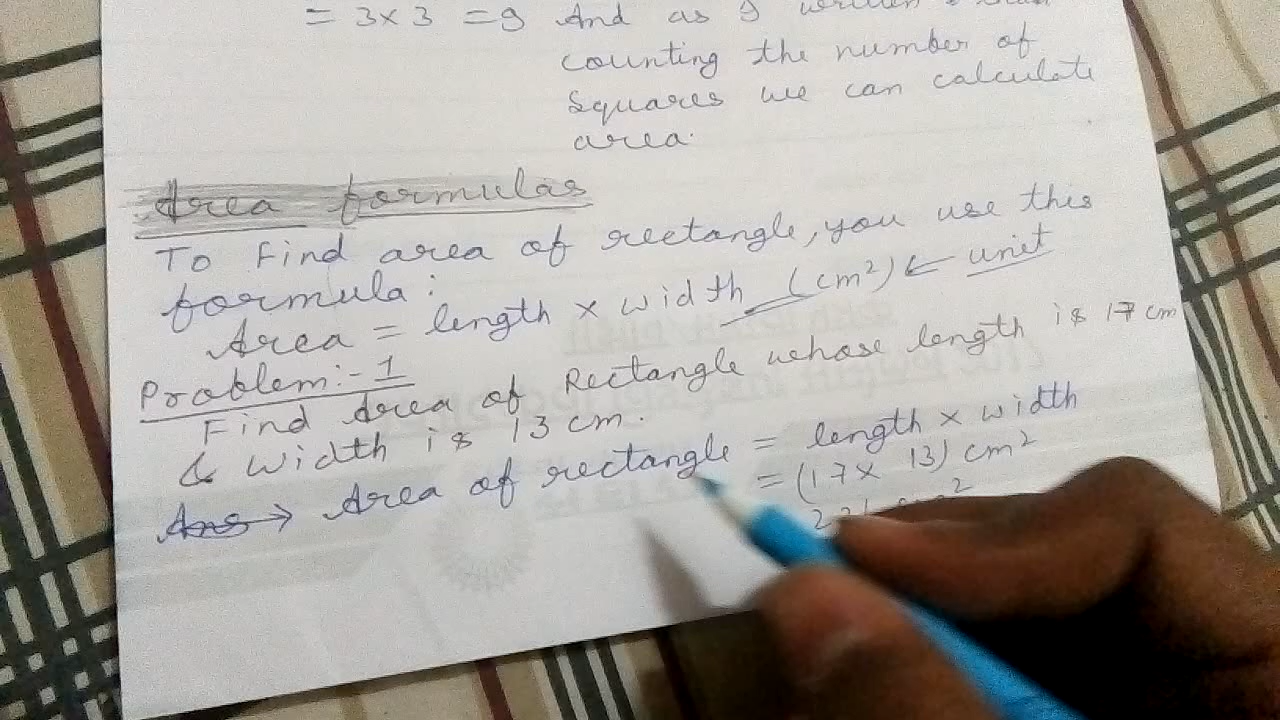 = 3×3 = 9 And as 9
counting the number of
squares we can calculate
area.
Area formulas
To Find area of rectangle, you use this
formula:
Area = length × width (cm²) ← unit
Problem:- 1
Find Area of Rectangle whose length is 17 cm
& width is 13 cm.
Ans → Area of rectangle = length × width
= (17 × 13) cm²